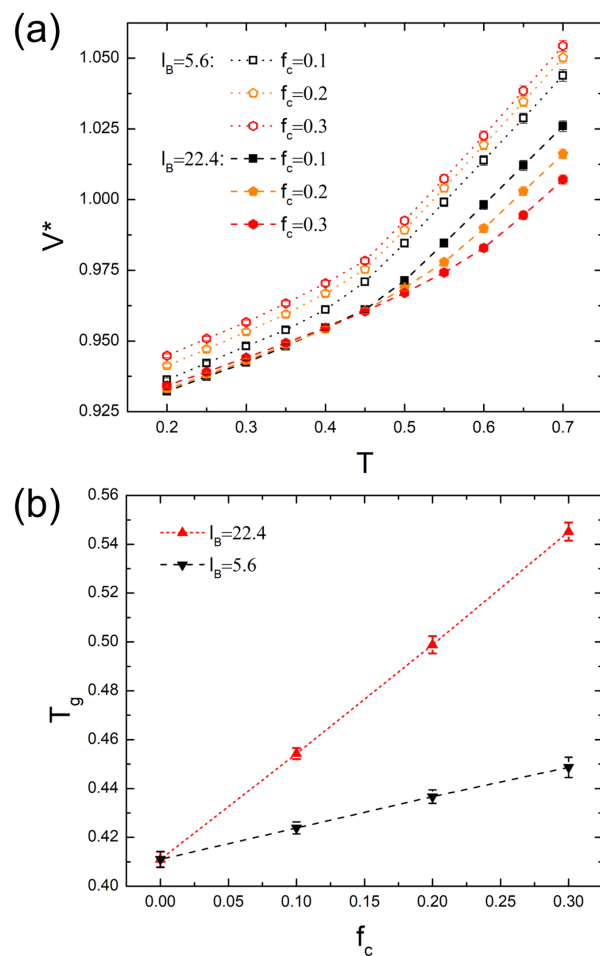 (a)
l_B=5.6: f_c=0.1
f_c=0.2
f_c=0.3
l_B=22.4: f_c=0.1
f_c=0.2
f_c=0.3
1.050
1.025
1.000
0.975
0.950
0.925
V*
0.2 0.3 0.4 0.5 0.6 0.7
T
(b)
l_B=22.4
l_B=5.6
0.56
0.54
0.52
0.50
0.48
0.46
0.44
0.42
0.40
T_g
0.00 0.05 0.10 0.15 0.20 0.25 0.30
f_c